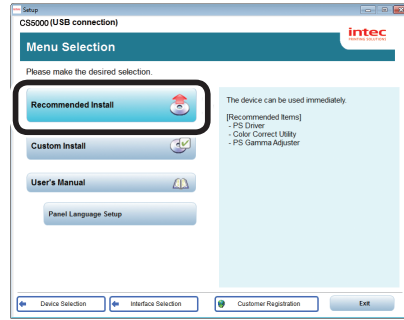 Setup
CS5000 (USB connection)
intec
PRINTING SOLUTIONS
Menu Selection
Please make the desired selection.
Recommended Install
Custom Install
User's Manual
Panel Language Setup
The device can be used immediately.
[Recommended Items]
- PS Driver
- Color Correct Utility
- PS Gamma Adjuster
Device Selection
Interface Selection
Customer Registration
Exit